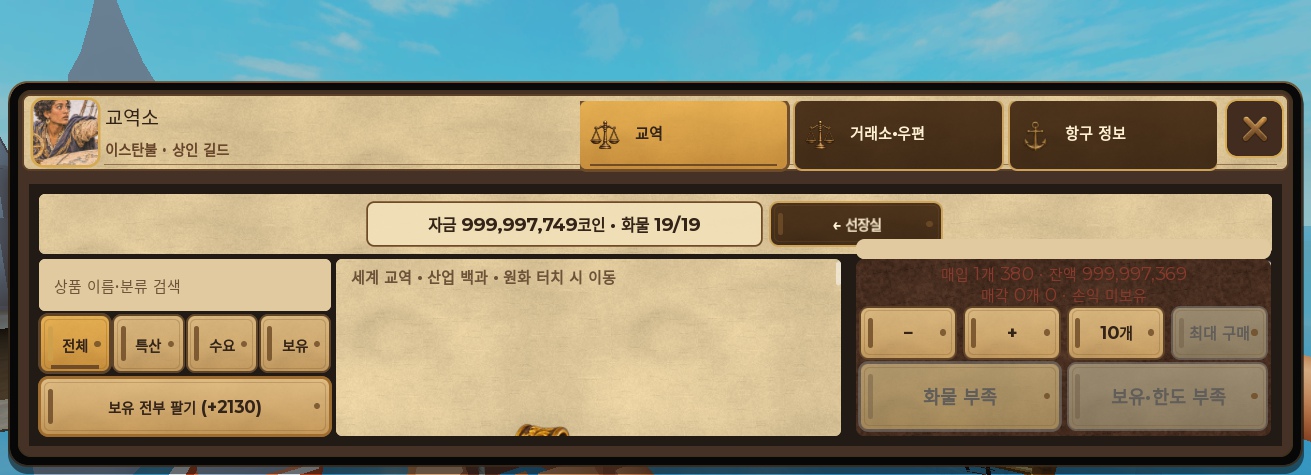 교역소
이스탄불 • 상인 길드
교역
거래소•우편
항구 정보
자금 999,997,749코인 • 화물 19/19
← 선장실
상품 이름·분류 검색
전체
특산
수요
보유
보유 전부 팔기 (+2130)
세계 교역 • 산업 백과 • 원화 터치 시 이동
매입 1개 380 · 잔액 999,997,369
매각 0개 0 · 손익 미보유
−
+
10개
최대 구매
화물 부족
보유·한도 부족